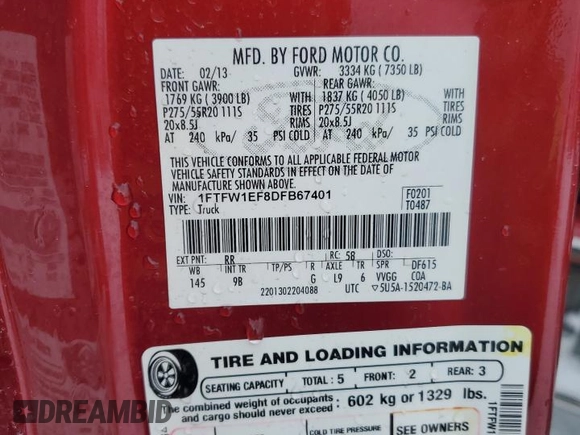 MFD. BY FORD MOTOR CO.
DATE: 02/13 GVWR: 3334 KG ( 7350 LB)
FRONT GAWR: REAR GAWR:
1769 KG ( 3900 LB) WITH 1837 KG ( 4050 LB) WITH
P275/55R20 111S TIRES P275/55R20 111S TIRES
20x8.5J RIMS 20x8.5J RIMS
AT 240 kPa/ 35 PSI COLD AT 240 kPa/ 35 PSI COLD
THIS VEHICLE CONFORMS TO ALL APPLICABLE FEDERAL MOTOR
VEHICLE SAFETY STANDARDS IN EFFECT ON THE DATE OF
MANUFACTURE SHOWN ABOVE.
VIN: 1FTFW1EF8DFB67401 F0201
TYPE: Truck T0487
EXT PNT: RR RC: 58 DSO:
WB INT TR TP/PS R AXLE TR SPR DF615
145 9B G L9 6 VVGG COA
2201302204088 UTC ▽5U5A-1520472-BA
TIRE AND LOADING INFORMATION
SEATING CAPACITY TOTAL: 5 FRONT: 2 REAR: 3
The combined weight of occupants
and cargo should never exceed: 602 kg or 1329 lbs.
COLD TIRE PRESSURE SEE OWNERS
1FTFW1
DREAMBID